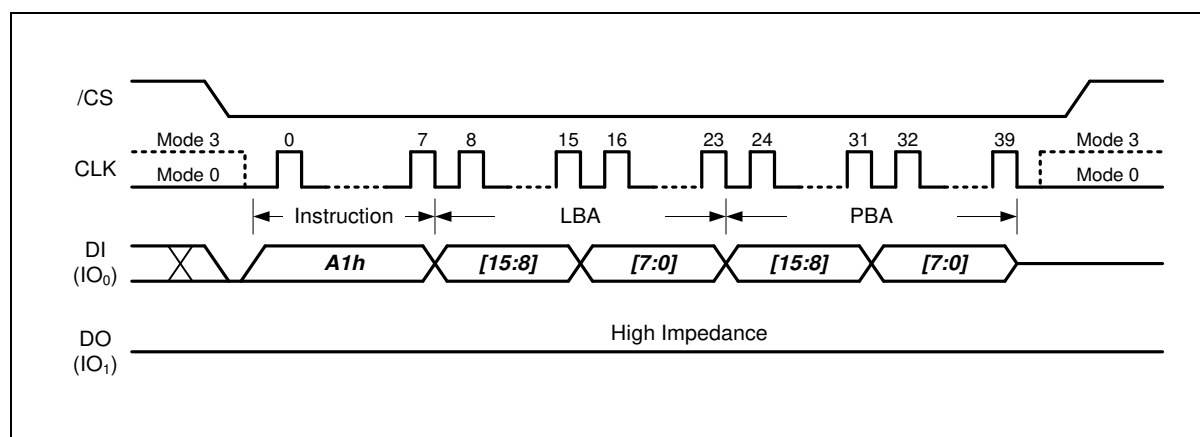 /CS
Mode 3 0 7 8 15 16 23 24 31 32 39 Mode 3
CLK
Mode 0 Mode 0
Instruction LBA PBA
DI
(IO0)
A1h [15:8] [7:0] [15:8] [7:0]
High Impedance
DO
(IO1)